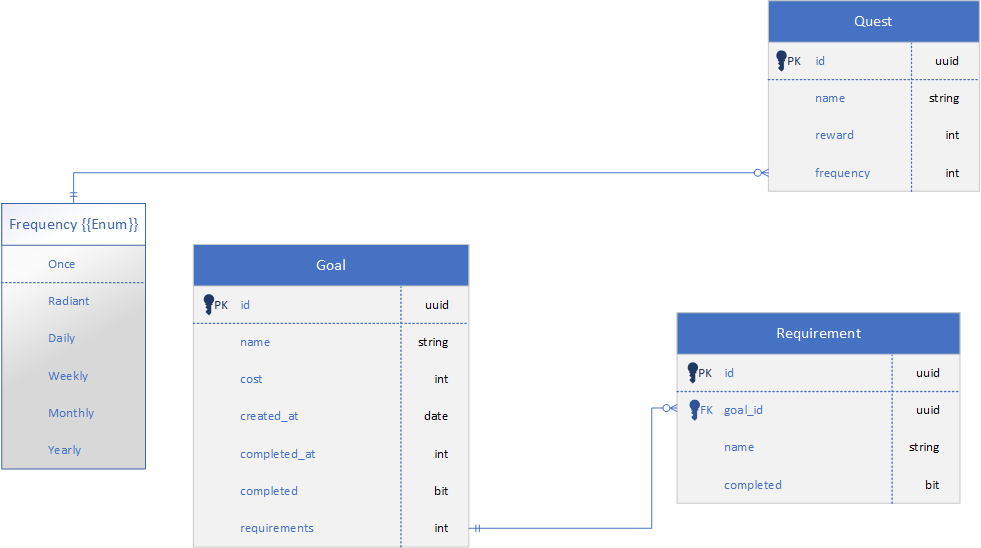 Quest
PK id uuid
name string
reward int
frequency int
Frequency {{Enum}}
Once
Radiant
Daily
Weekly
Monthly
Yearly
Goal
PK id uuid
name string
cost int
created_at date
completed_at int
completed bit
requirements int
Requirement
PK id uuid
FK goal_id uuid
name string
completed bit